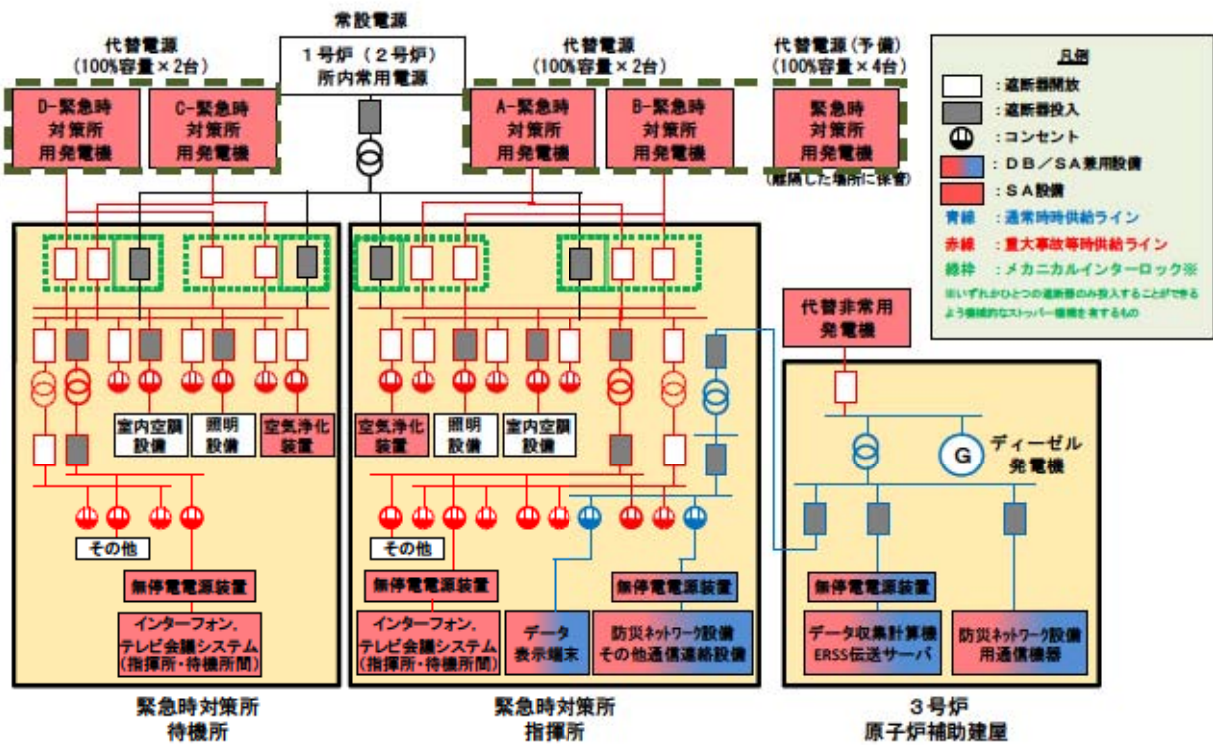 常設電源
1号炉（2号炉）
所内常用電源
代替電源
(100%容量×2台)
代替電源
(100%容量×2台)
代替電源(予備)
(100%容量×4台)
D-緊急時
対策所
用発電機
C-緊急時
対策所
用発電機
A-緊急時
対策所
用発電機
B-緊急時
対策所
用発電機
緊急時
対策所
用発電機
(離隔した場所に保管)
凡例
：遮断器開放
：遮断器投入
：コンセント
：DB／SA兼用設備
：SA設備
青線 ：通常時時供給ライン
赤線 ：重大事故等時供給ライン
緑枠 ：メカニカルインターロック※
※いずれかひとつの遮断器のみ投入することができる
よう機械的なストッパー機構を有するもの
室内空調
設備
照明
設備
空気浄化
装置
その他
無停電電源装置
インターフォン,
テレビ会議システム
(指揮所・待機所間)
緊急時対策所
待機所
空気浄化
装置
照明
設備
室内空調
設備
その他
無停電電源装置
インターフォン,
テレビ会議システム
(指揮所・待機所間)
データ
表示端末
無停電電源装置
防災ネットワーク設備
その他通信連絡設備
緊急時対策所
指揮所
代替非常用
発電機
G
ディーゼル
発電機
無停電電源装置
データ収集計算機
ERSS伝送サーバ
防災ネットワーク設備
用通信機器
3号炉
原子炉補助建屋